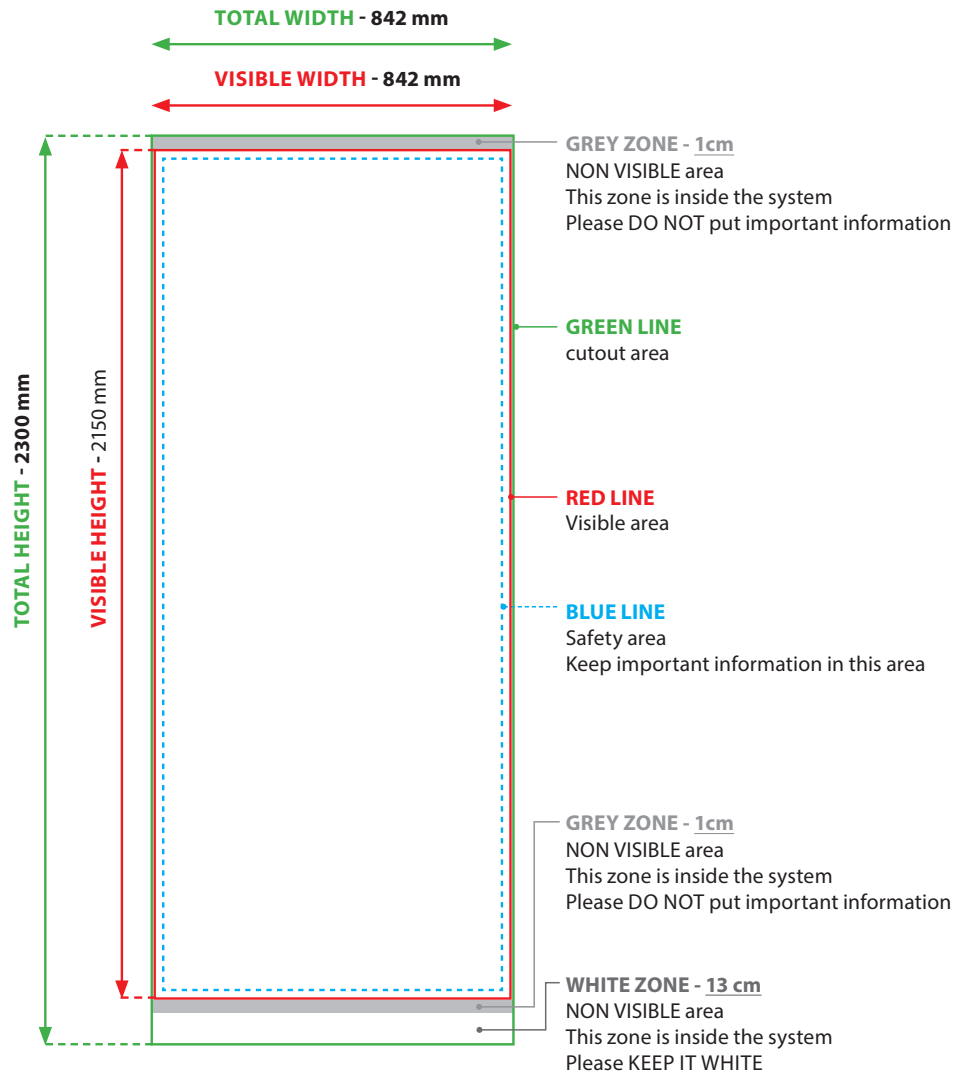 TOTAL WIDTH - 842 mm
VISIBLE WIDTH - 842 mm
GREY ZONE - 1cm
NON VISIBLE area
This zone is inside the system
Please DO NOT put important information
GREEN LINE
cutout area
TOTAL HEIGHT - 2300 mm
VISIBLE HEIGHT - 2150 mm
RED LINE
Visible area
BLUE LINE
Safety area
Keep important information in this area
GREY ZONE - 1cm
NON VISIBLE area
This zone is inside the system
Please DO NOT put important information
WHITE ZONE - 13 cm
NON VISIBLE area
This zone is inside the system
Please KEEP IT WHITE